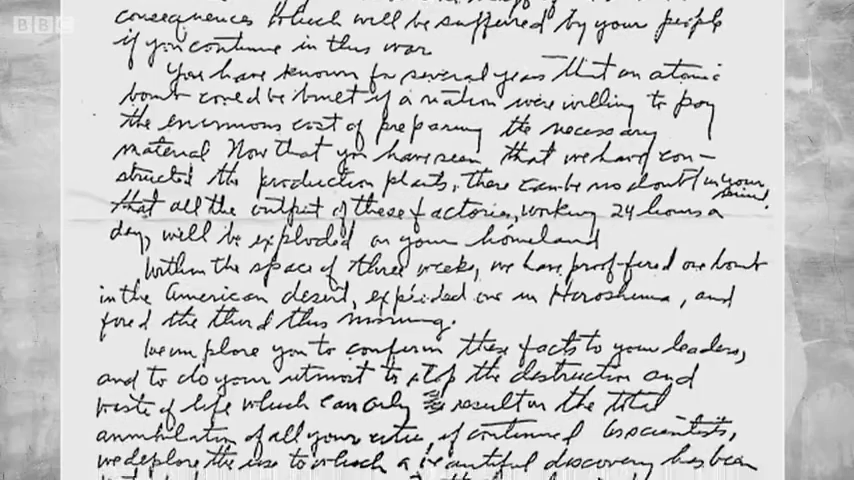 BBC
consequences which will be suffered by your people
if you continue in this war
You have known for several years that an atomic
bomb could be built if a nation were willing to pay
the enormous cost of preparing the necessary
material Now that you have seen that we have con-
structed the production plants, there can be no doubt in your
mind,
that all the output of these factories, working 24 hours a
day, will be exploded on your homeland
Within the space of three weeks, we have proof-fired one bomb
in the American desert, exploded one in Hiroshima, and
fired the third this morning.
We implore you to confirm these facts to your leaders,
and to do your utmost to stop the destruction and
waste of life which can only result in the total
annihilation of all your cities, if continued As scientists,
we deplore the use to which a beautiful discovery has been